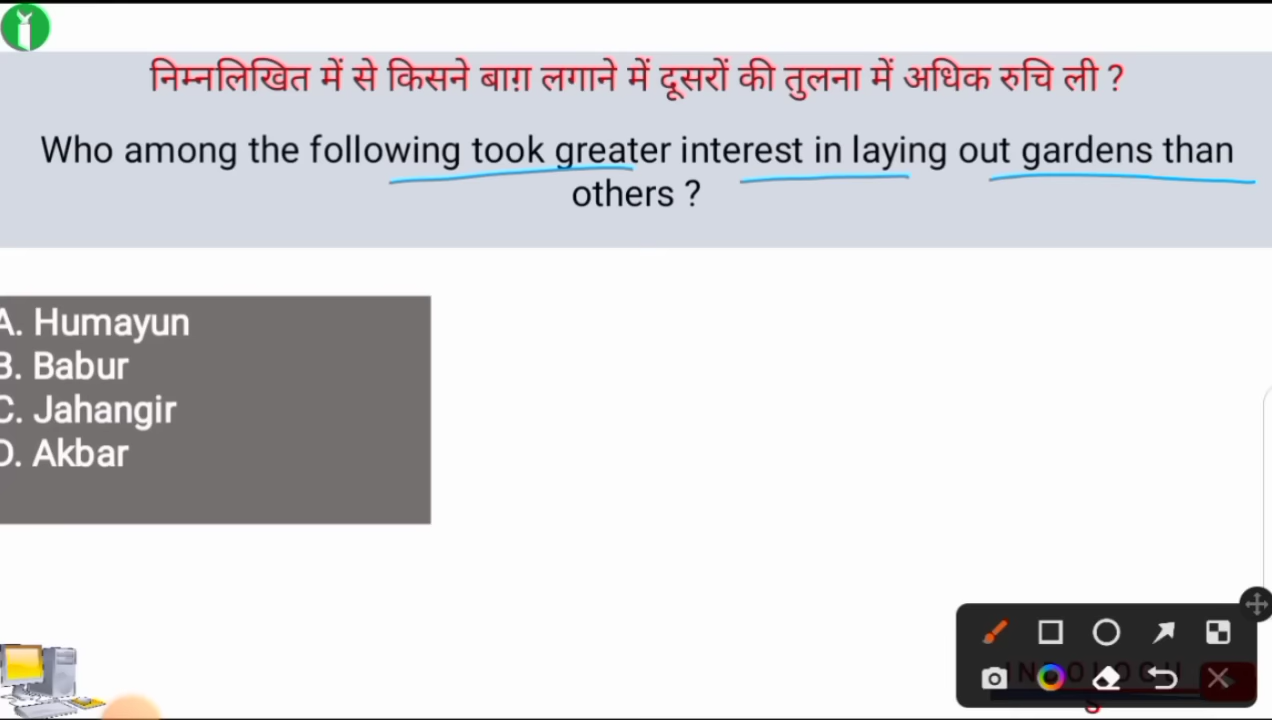 निम्नलिखित में से किसने बाग़ लगाने में दूसरों की तुलना में अधिक रुचि ली ?
Who among the following took greater interest in laying out gardens than
others ?
A. Humayun
B. Babur
C. Jahangir
D. Akbar
INDOLOGU
S